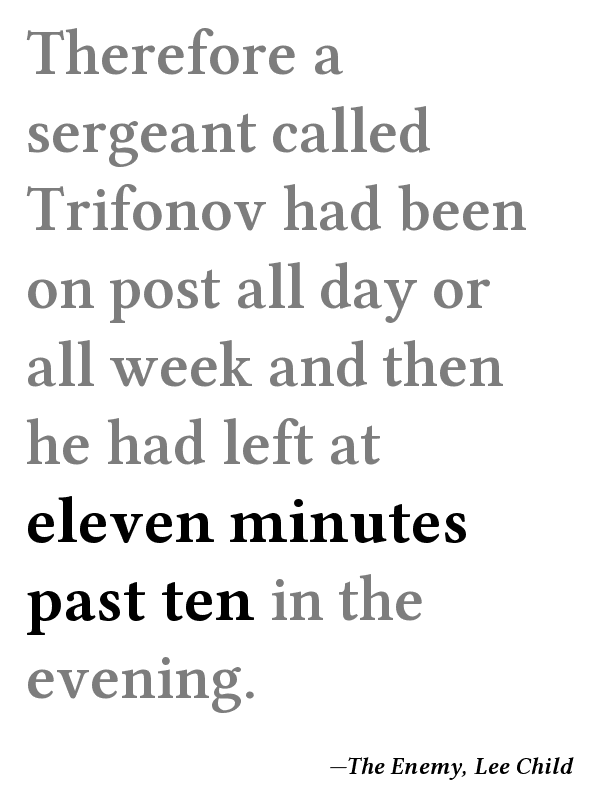 Therefore a
sergeant called
Trifonov had been
on post all day or
all week and then
he had left at
eleven minutes
past ten in the
evening.
—The Enemy, Lee Child